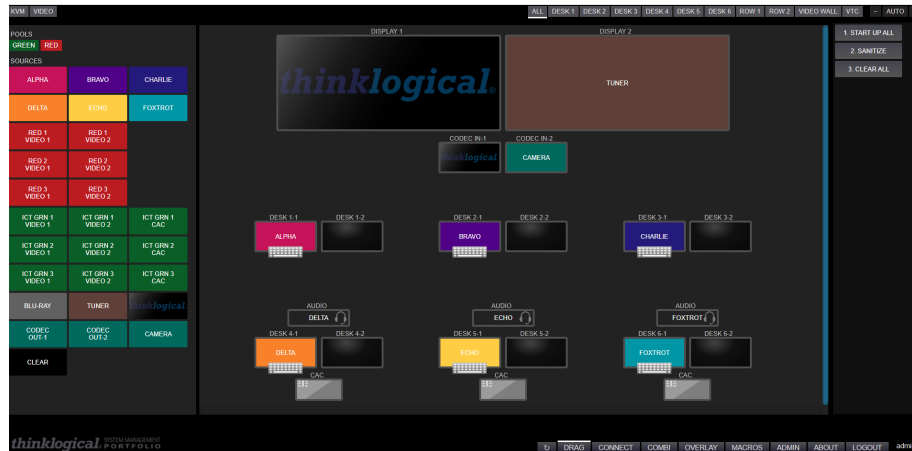 KVM VIDEO
ALL DESK 1 DESK 2 DESK 3 DESK 4 DESK 5 DESK 6 ROW 1 ROW 2 VIDEO WALL VTC – AUTO
POOLS
GREEN RED
SOURCES
ALPHA BRAVO CHARLIE
DELTA ECHO FOXTROT
RED 1 VIDEO 1
RED 1 VIDEO 2
RED 2 VIDEO 1
RED 2 VIDEO 2
RED 3 VIDEO 1
RED 3 VIDEO 2
ICT GRN 1 VIDEO 1
ICT GRN 1 VIDEO 2
ICT GRN 1 CAC
ICT GRN 2 VIDEO 1
ICT GRN 2 VIDEO 2
ICT GRN 2 CAC
ICT GRN 3 VIDEO 1
ICT GRN 3 VIDEO 2
ICT GRN 3 CAC
BLU-RAY TUNER thinklogical
CODEC OUT-1
CODEC OUT-2
CAMERA
CLEAR
DISPLAY 1 DISPLAY 2
thinklogical. TUNER
CODEC IN-1 CODEC IN-2
thinklogical CAMERA
DESK 1-1 DESK 1-2 DESK 2-1 DESK 2-2 DESK 3-1 DESK 3-2
ALPHA BRAVO CHARLIE
AUDIO AUDIO AUDIO
DELTA ECHO FOXTROT
DESK 4-1 DESK 4-2 DESK 5-1 DESK 5-2 DESK 6-1 DESK 6-2
DELTA ECHO FOXTROT
CAC CAC CAC
1. START UP ALL
2. SANITIZE
3. CLEAR ALL
thinklogical. SYSTEM MANAGEMENT
PORTFOLIO
DRAG CONNECT COMBI OVERLAY MACROS ADMIN ABOUT LOGOUT admi